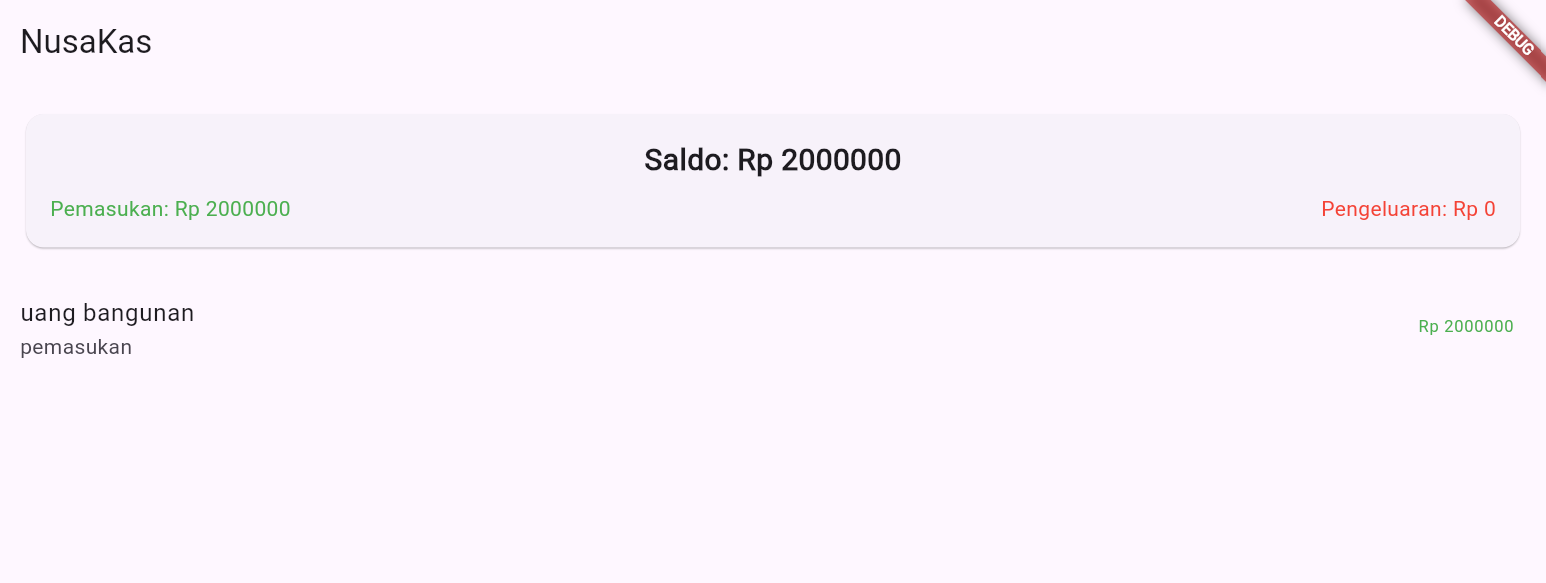 NusaKas
DEBUG
Saldo: Rp 2000000
Pemasukan: Rp 2000000
Pengeluaran: Rp 0
uang bangunan
pemasukan
Rp 2000000